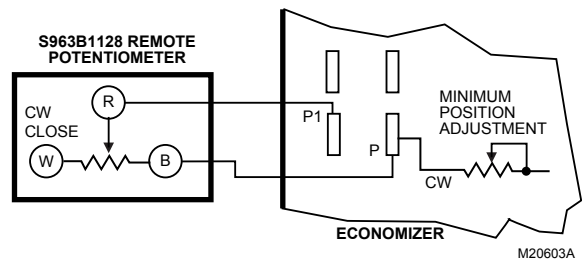 S963B1128 REMOTE
POTENTIOMETER
R
CW
CLOSE
W
B
P1
P
MINIMUM
POSITION
ADJUSTMENT
CW
ECONOMIZER
M20603A